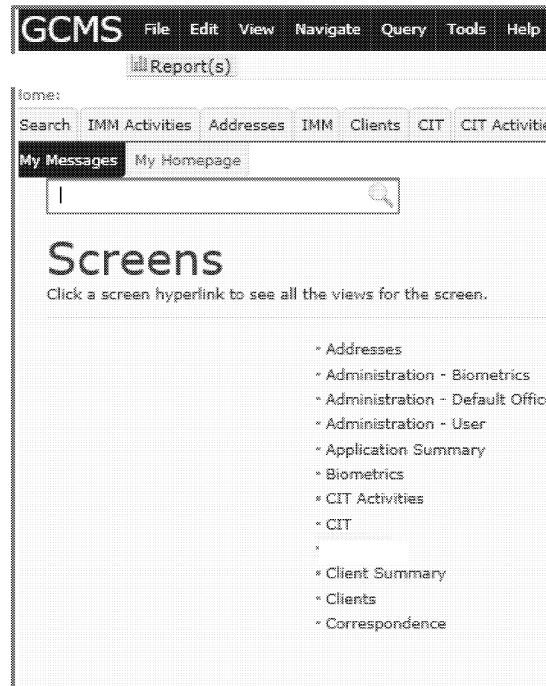 GCMS File Edit View Navigate Query Tools Help
Report(s)
Home:
Search IMM Activities Addresses IMM Clients CIT CIT Activitie
My Messages My Homepage
Screens
Click a screen hyperlink to see all the views for the screen.
Addresses
Administration - Biometrics
Administration - Default Offic
Administration - User
Application Summary
Biometrics
CIT Activities
CIT
Client Summary
Clients
Correspondence